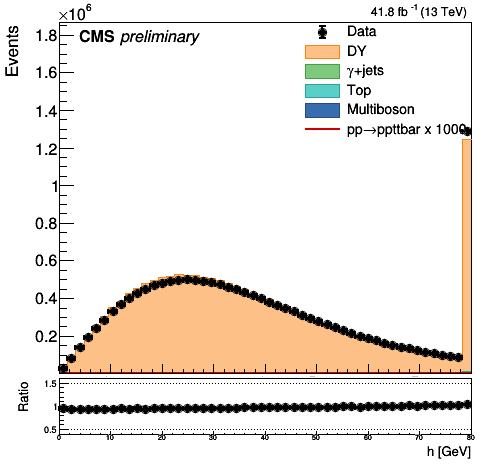 ×10⁶
41.8 fb⁻¹ (13 TeV)
CMS preliminary
Events
Data
DY
γ+jets
Top
Multiboson
pp→ppttbar x 1000
1.8
1.6
1.4
1.2
1
0.8
0.6
0.4
0.2
Ratio
1.5
1
0.5
0 10 20 30 40 50 60 70 80
h [GeV]